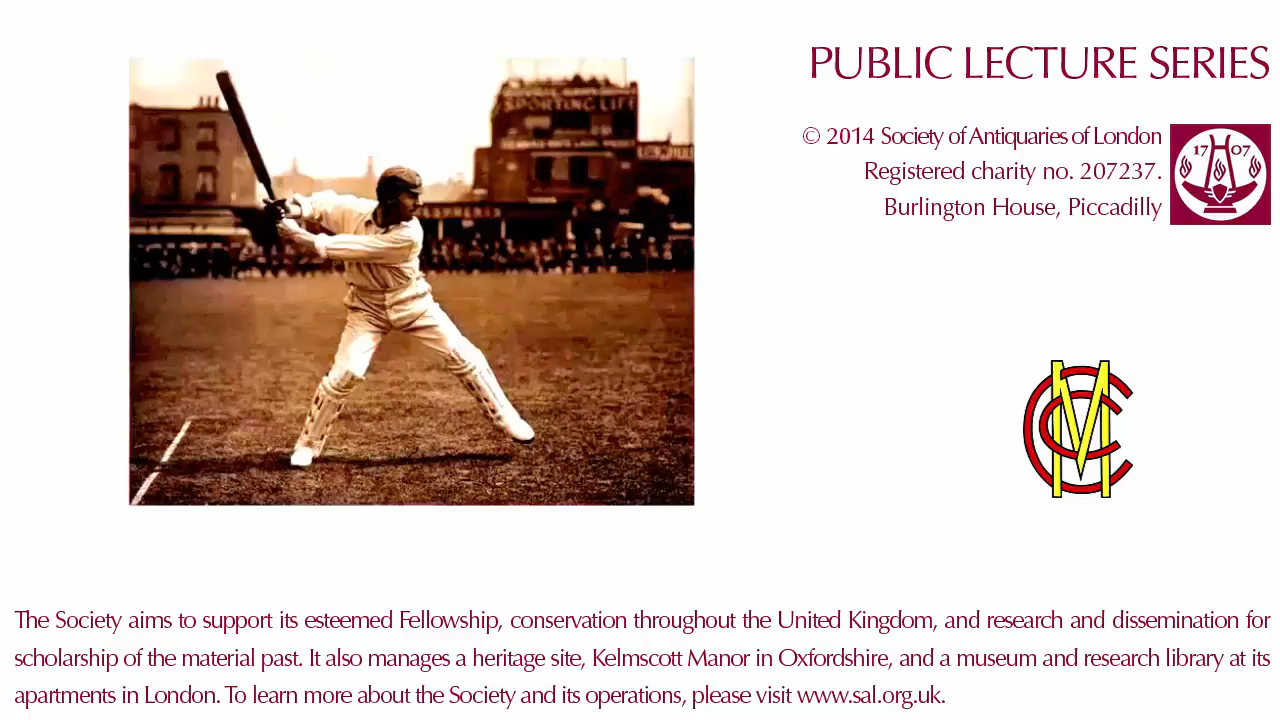 PUBLIC LECTURE SERIES
© 2014 Society of Antiquaries of London
Registered charity no. 207237.
Burlington House, Piccadilly
17 07
SPORTING LIFE
MCC
The Society aims to support its esteemed Fellowship, conservation throughout the United Kingdom, and research and dissemination for
scholarship of the material past. It also manages a heritage site, Kelmscott Manor in Oxfordshire, and a museum and research library at its
apartments in London. To learn more about the Society and its operations, please visit www.sal.org.uk.